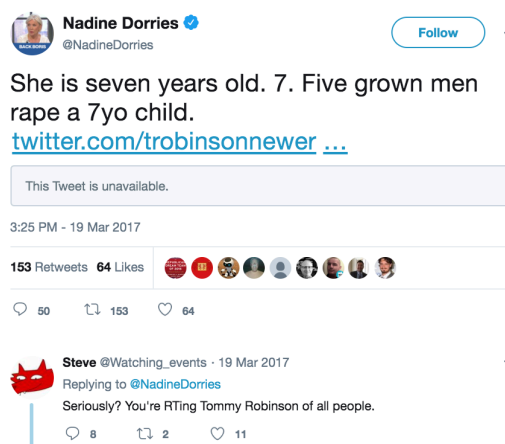 Nadine Dorries
@NadineDorries
Follow
BACK BORIS
She is seven years old. 7. Five grown men
rape a 7yo child.
twitter.com/trobinsonnewer ...
This Tweet is unavailable.
3:25 PM - 19 Mar 2017
153 Retweets 64 Likes
50 153 64
Steve @Watching_events · 19 Mar 2017
Replying to @NadineDorries
Seriously? You're RTing Tommy Robinson of all people.
8 2 11